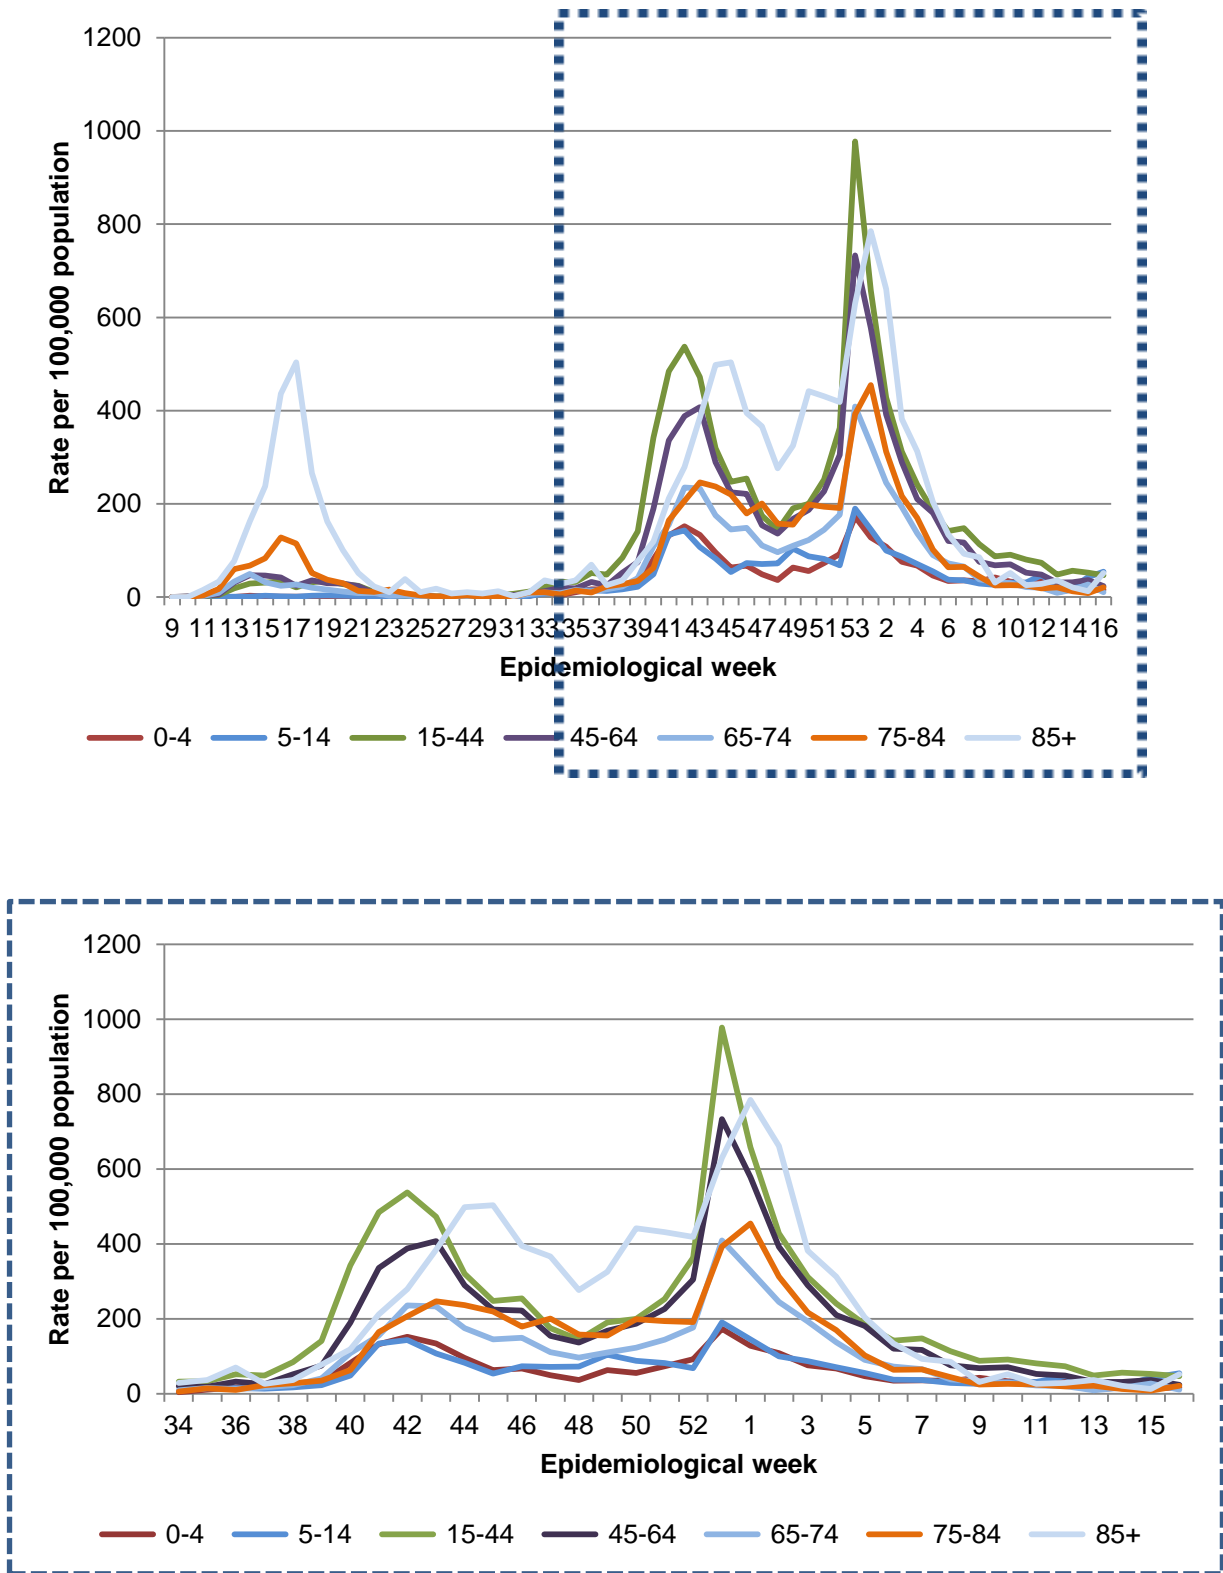 1200
1000
800
600
400
200
0
Rate per 100,000 population
9 11 13 15 17 19 21 23 25 27 29 31 33 35 37 39 41 43 45 47 49 51 53 2 4 6 8 10 12 14 16
Epidemiological week
0-4 5-14 15-44 45-64 65-74 75-84 85+
1200
1000
800
600
400
200
0
Rate per 100,000 population
34 36 38 40 42 44 46 48 50 52 1 3 5 7 9 11 13 15
Epidemiological week
0-4 5-14 15-44 45-64 65-74 75-84 85+